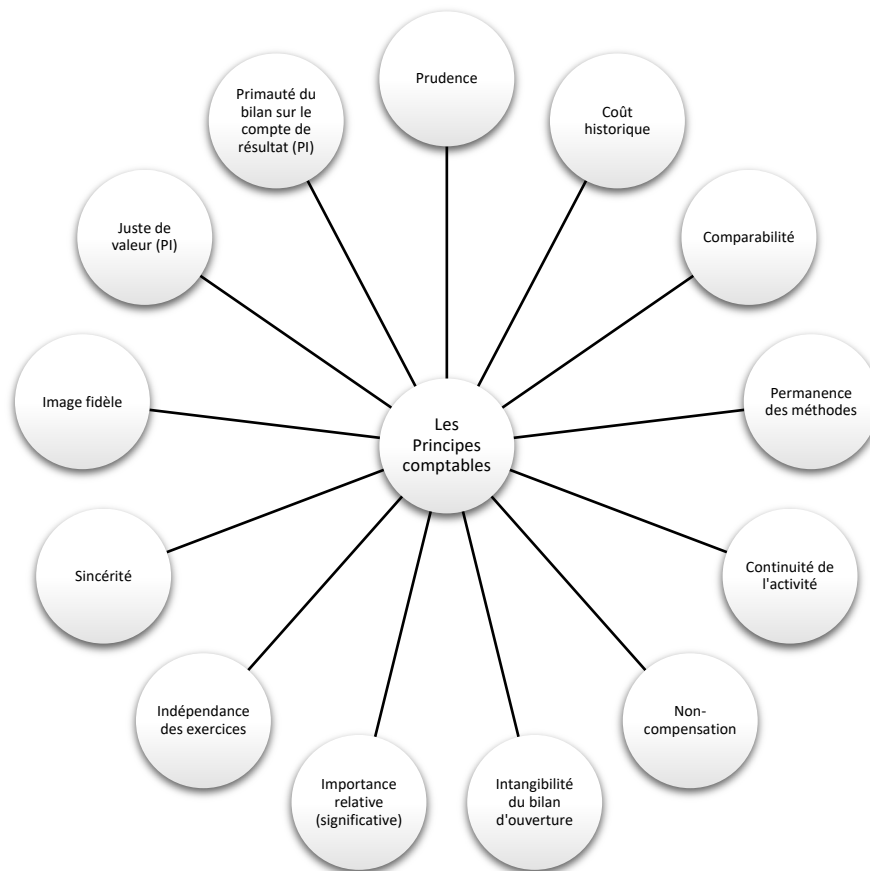 Prudence
Coût
historique
Comparabilité
Permanence
des méthodes
Continuité de
l'activité
Non-
compensation
Intangibilité
du bilan
d'ouverture
Importance
relative
(significative)
Indépendance
des exercices
Sincérité
Image fidèle
Juste de
valeur (PI)
Primauté du
bilan sur le
compte de
résultat (PI)
Les
Principes
comptables